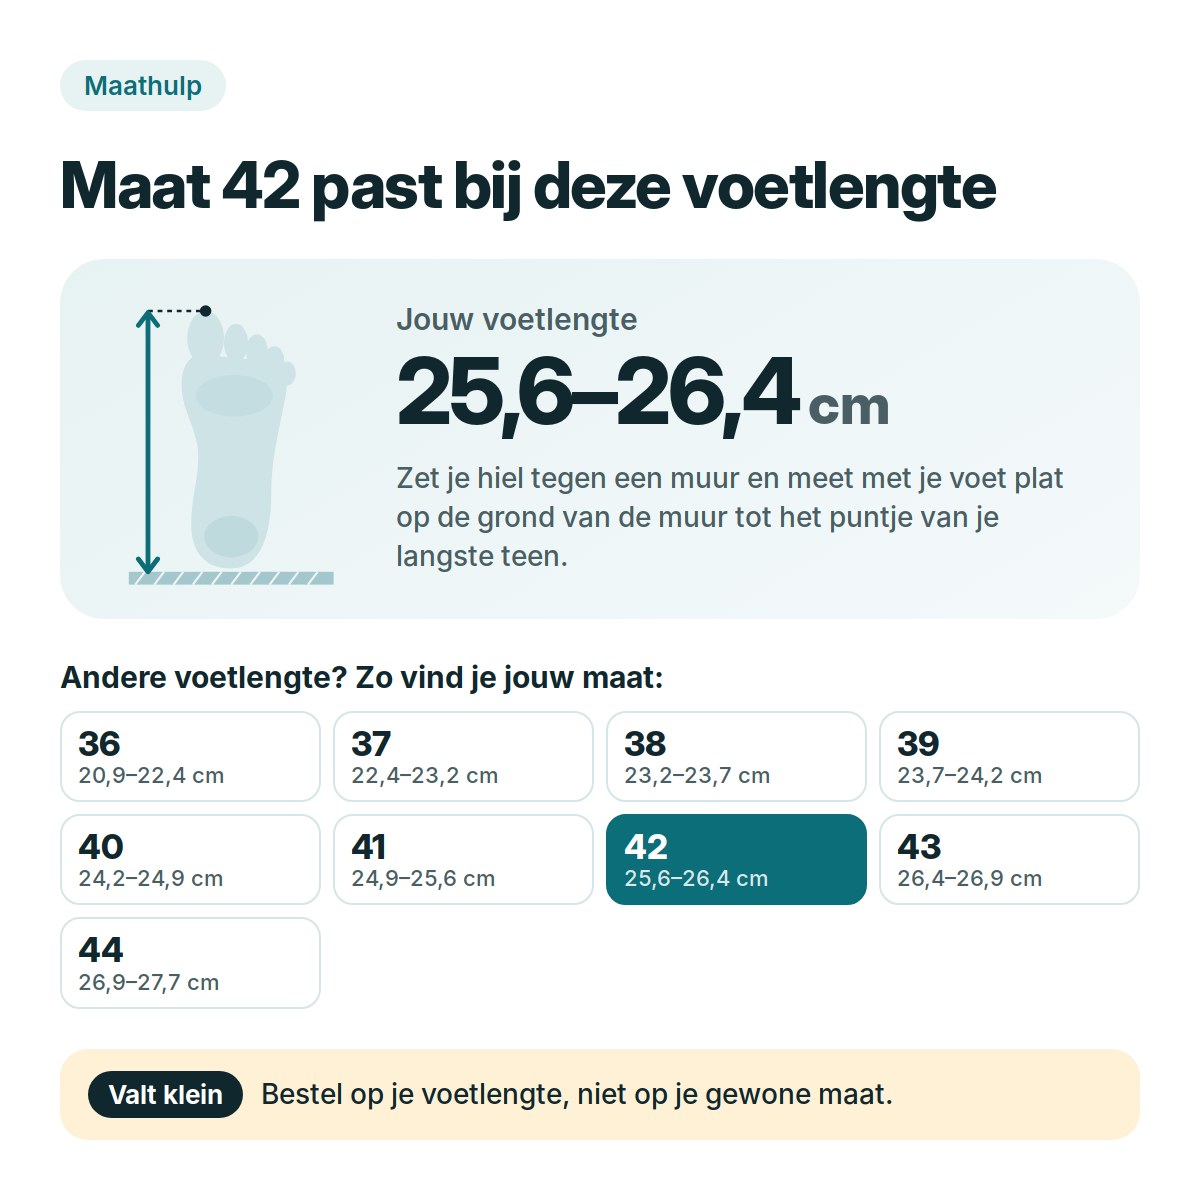 Maathulp
Maat 42 past bij deze voetlengte
Jouw voetlengte
25,6–26,4 cm
Zet je hiel tegen een muur en meet met je voet plat
op de grond van de muur tot het puntje van je
langste teen.
Andere voetlengte? Zo vind je jouw maat:
36
20,9–22,4 cm
37
22,4–23,2 cm
38
23,2–23,7 cm
39
23,7–24,2 cm
40
24,2–24,9 cm
41
24,9–25,6 cm
42
25,6–26,4 cm
43
26,4–26,9 cm
44
26,9–27,7 cm
Valt klein Bestel op je voetlengte, niet op je gewone maat.